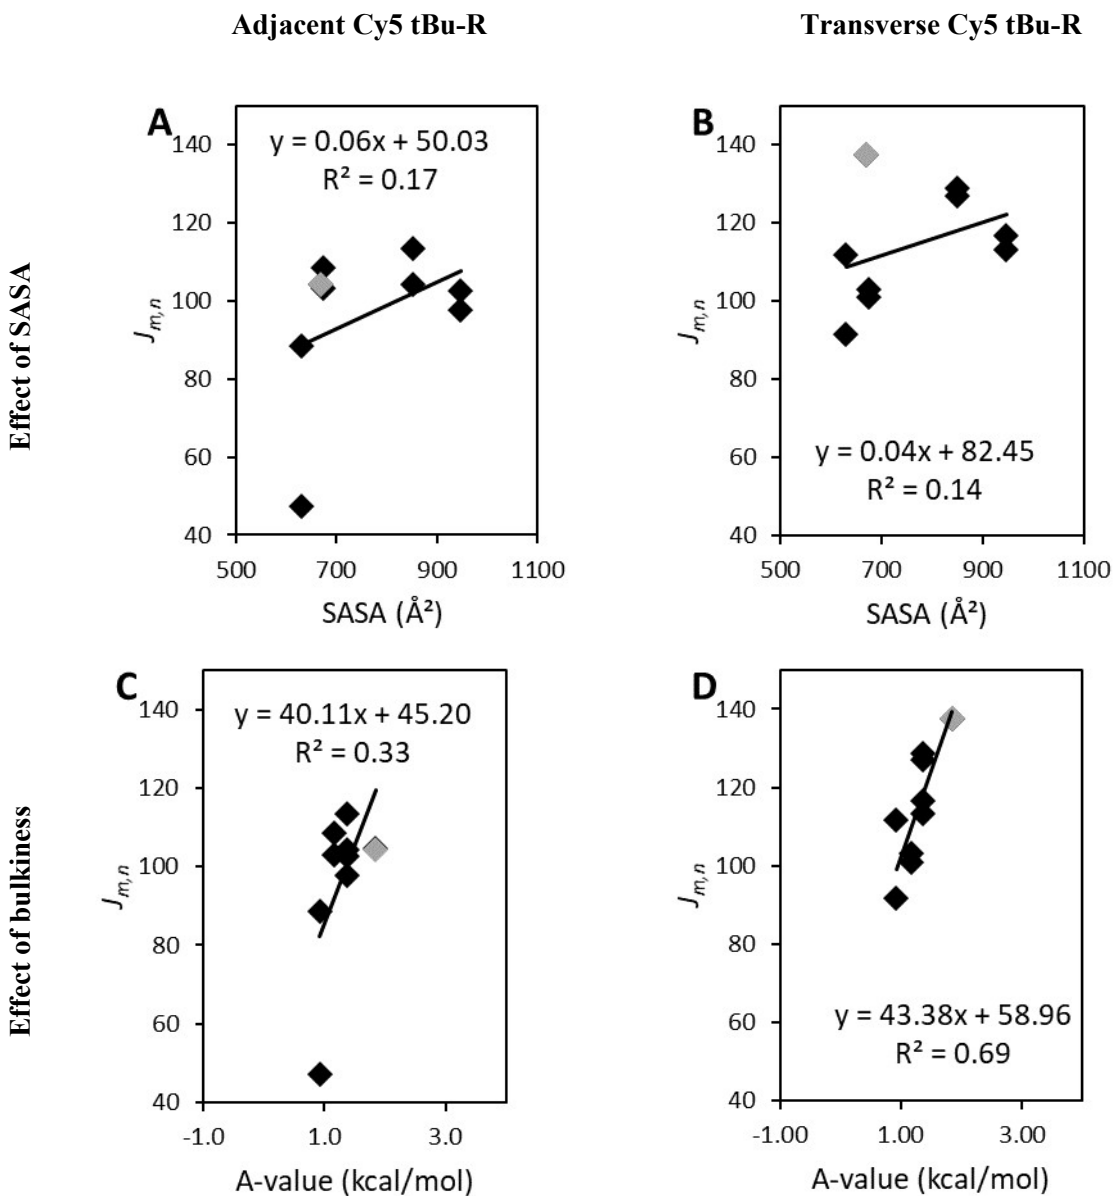 Adjacent Cy5 tBu-R
Transverse Cy5 tBu-R
Effect of SASA
A
y = 0.06x + 50.03
R² = 0.17
140
120
100
80
60
40
500 700 900 1100
J m,n
SASA (Å²)
B
y = 0.04x + 82.45
R² = 0.14
140
120
100
80
60
40
500 700 900 1100
J m,n
SASA (Å²)
Effect of bulkiness
C
y = 40.11x + 45.20
R² = 0.33
140
120
100
80
60
40
-1.0 1.0 3.0
J m,n
A-value (kcal/mol)
D
y = 43.38x + 58.96
R² = 0.69
140
120
100
80
60
40
-1.00 1.00 3.00
J m,n
A-value (kcal/mol)